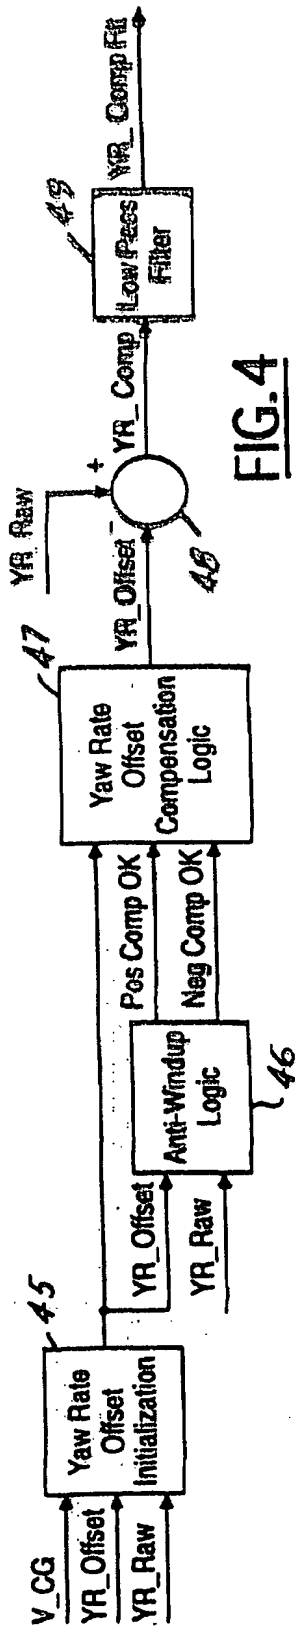 V_CG
YR_Offset
YR_Raw
45
Yaw Rate
Offset
Initialization
YR_Offset
YR_Raw
Anti-Windup
Logic
46
Pos Comp OK
Neg Comp OK
47
Yaw Rate
Offset
Compensation
Logic
YR_Raw
+
YR_Offset
-
48
YR_Comp
49
Low Pass
Filter
YR_Comp Flt
FIG.4